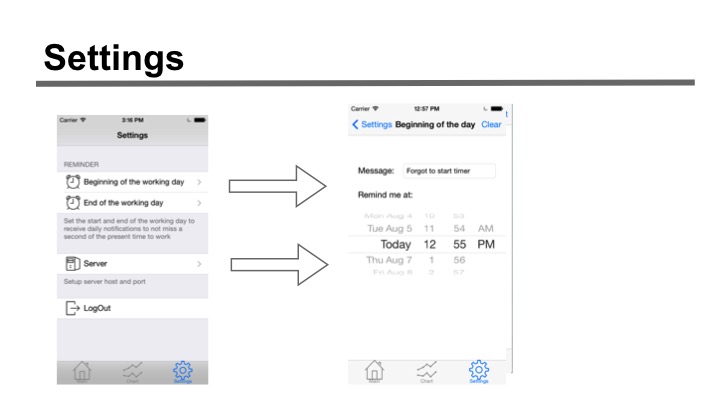 Settings
Carrier 3:16 PM
Settings
REMINDER
Beginning of the working day
End of the working day
Set the start and end of the working day to
receive daily notifications to not miss a
second of the present time to work
Server
Setup server host and port
LogOut
Main Chart Settings
Carrier 12:57 PM
Settings Beginning of the day Clear
Message: Forgot to start timer
Remind me at:
Mon Aug 4 10 53
Tue Aug 5 11 54 AM
Today 12 55 PM
Thu Aug 7 1 56
Fri Aug 8 2 57
Main Chart Settings